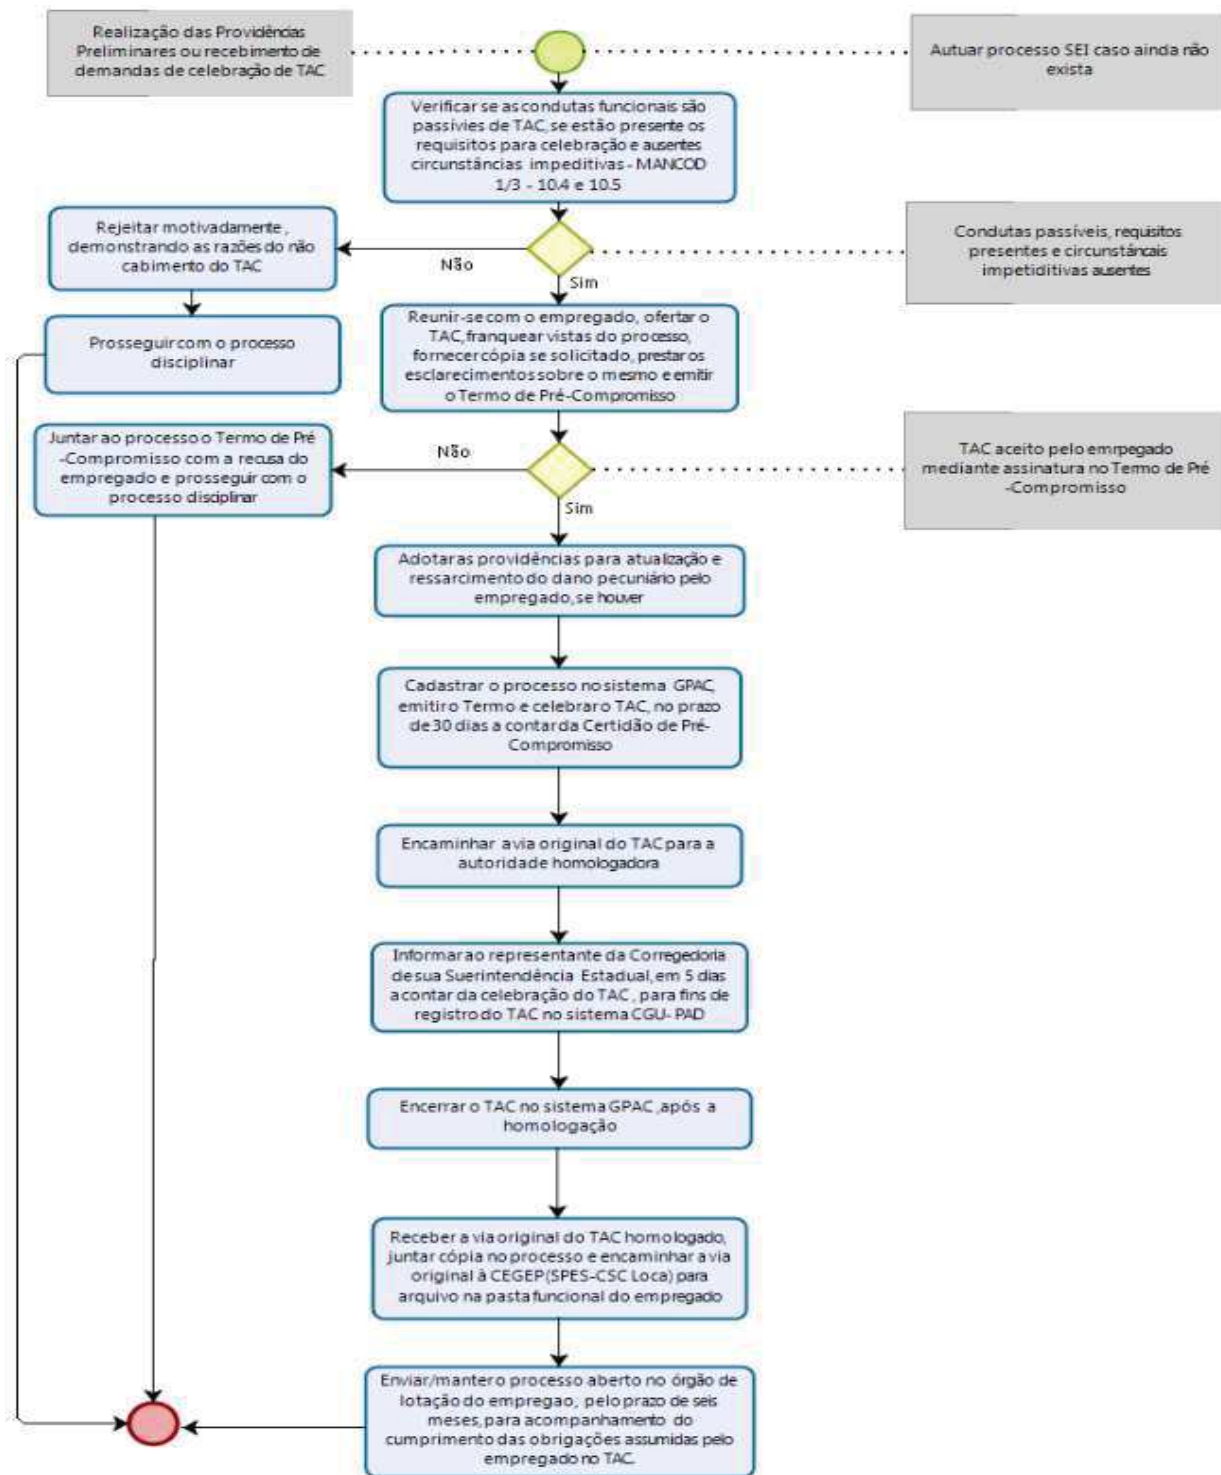 Realização das Providências
Preliminares ou recebimento de
demandas de celebração de TAC
Autuar processo SEI caso ainda não
exista
Verificar se as condutas funcionais são
passívies de TAC, se estão presente os
requisitos para celebração e ausentes
circunstâncias impeditivas - MANCOD
1/3 - 10.4 e 10.5
Rejeitar motivadamente ,
demonstrando as razões do não
cabimento do TAC
Não
Sim
Condutas passíveis, requisitos
presentes e circunstâncais
impetiditivas ausentes
Prosseguir com o processo
disciplinar
Reunir-se com o empregado, ofertar o
TAC, franquear vistas do processo,
fornecer cópia se solicitado, prestar os
esclarecimentos sobre o mesmo e emitir
o Termo de Pré-Compromisso
Juntar ao processo o Termo de Pré
-Compromisso com a recusa do
empregado e prosseguir com o
processo disciplinar
Não
Sim
TAC aceito pelo emrpegado
mediante assinatura no Termo de Pré
-Compromisso
Adotar as providências para atualização e
ressarcimento do dano pecuniário pelo
empregado, se houver
Cadastrar o processo no sistema GPAC,
emitir o Termo e celebrar o TAC, no prazo
de 30 dias a contar da Certidão de Pré-
Compromisso
Encaminhar a via original do TAC para a
autoridade homologadora
Informar ao representante da Corregedoria
de sua Suerintendência Estadual, em 5 dias
a contar da celebração do TAC , para fins de
registro do TAC no sistema CGU- PAD
Encerrar o TAC no sistema GPAC ,após a
homologação
Receber a via original do TAC homologado,
juntar cópia no processo e encaminhar a via
original à CEGEP(SPES-CSC Loca) para
arquivo na pasta funcional do empregado
Enviar/manter o processo aberto no órgão de
lotação do empregao, pelo prazo de seis
meses, para acompanhamento do
cumprimento das obrigações assumidas pelo
empregado no TAC.